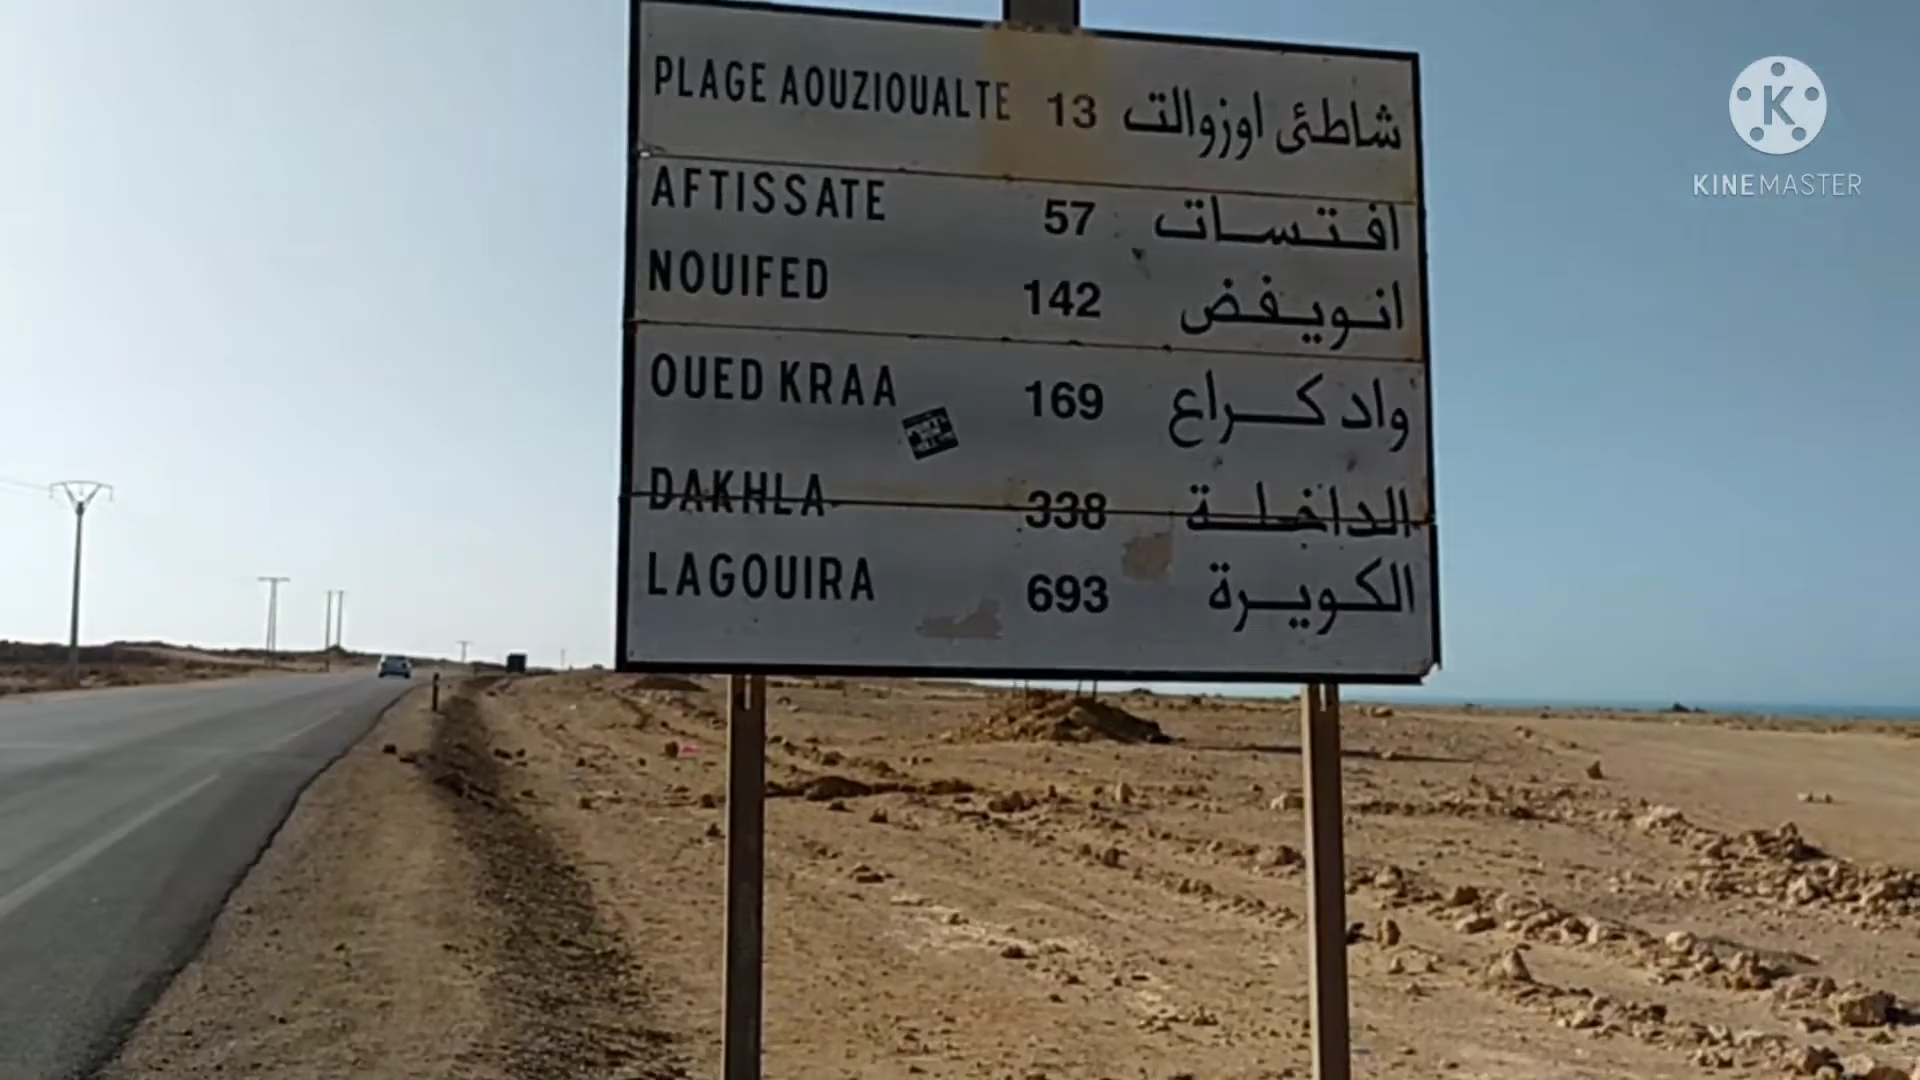 PLAGE AOUZIOUALTE 13 شاطئ اوزوالت
AFTISSATE 57 افتسات
NOUIFED 142 انويفض
OUED KRAA 169 واد كراع
DAKHLA 338 الداخلة
LAGOUIRA 693 الكويرة
K
KINEMASTER